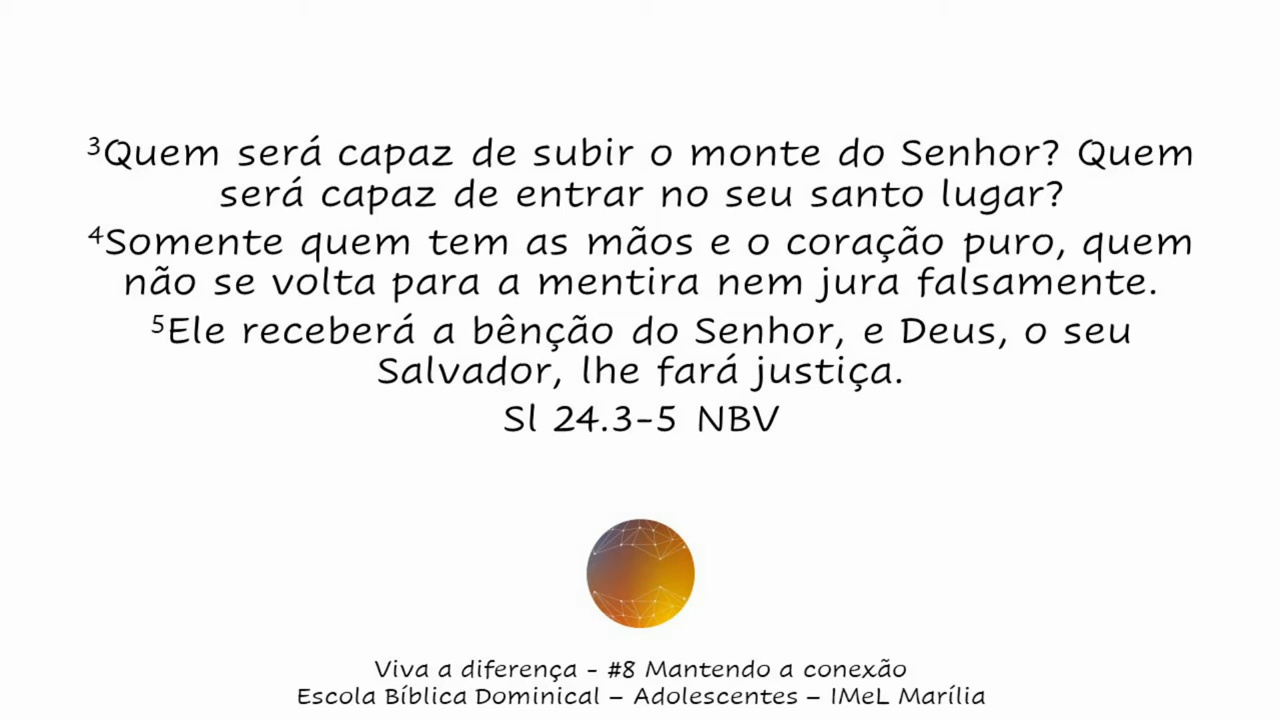 ³Quem será capaz de subir o monte do Senhor? Quem
será capaz de entrar no seu santo lugar?
⁴Somente quem tem as mãos e o coração puro, quem
não se volta para a mentira nem jura falsamente.
⁵Ele receberá a bênção do Senhor, e Deus, o seu
Salvador, lhe fará justiça.
Sl 24.3-5 NBV
Viva a diferença - #8 Mantendo a conexão
Escola Bíblica Dominical – Adolescentes – IMeL Marília